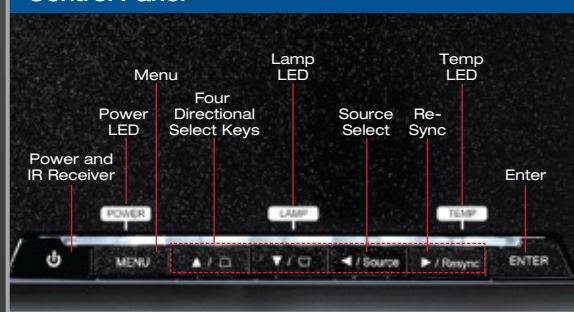 Control Panel
Lamp
LED
Temp
LED
Menu
Four
Directional
Select Keys
Power
LED
Source
Select
Re-
Sync
Power and
IR Receiver
Enter
POWER
LAMP
TEMP
MENU
▲ /
▼ /
◀ / Source
▶ / Resync
ENTER